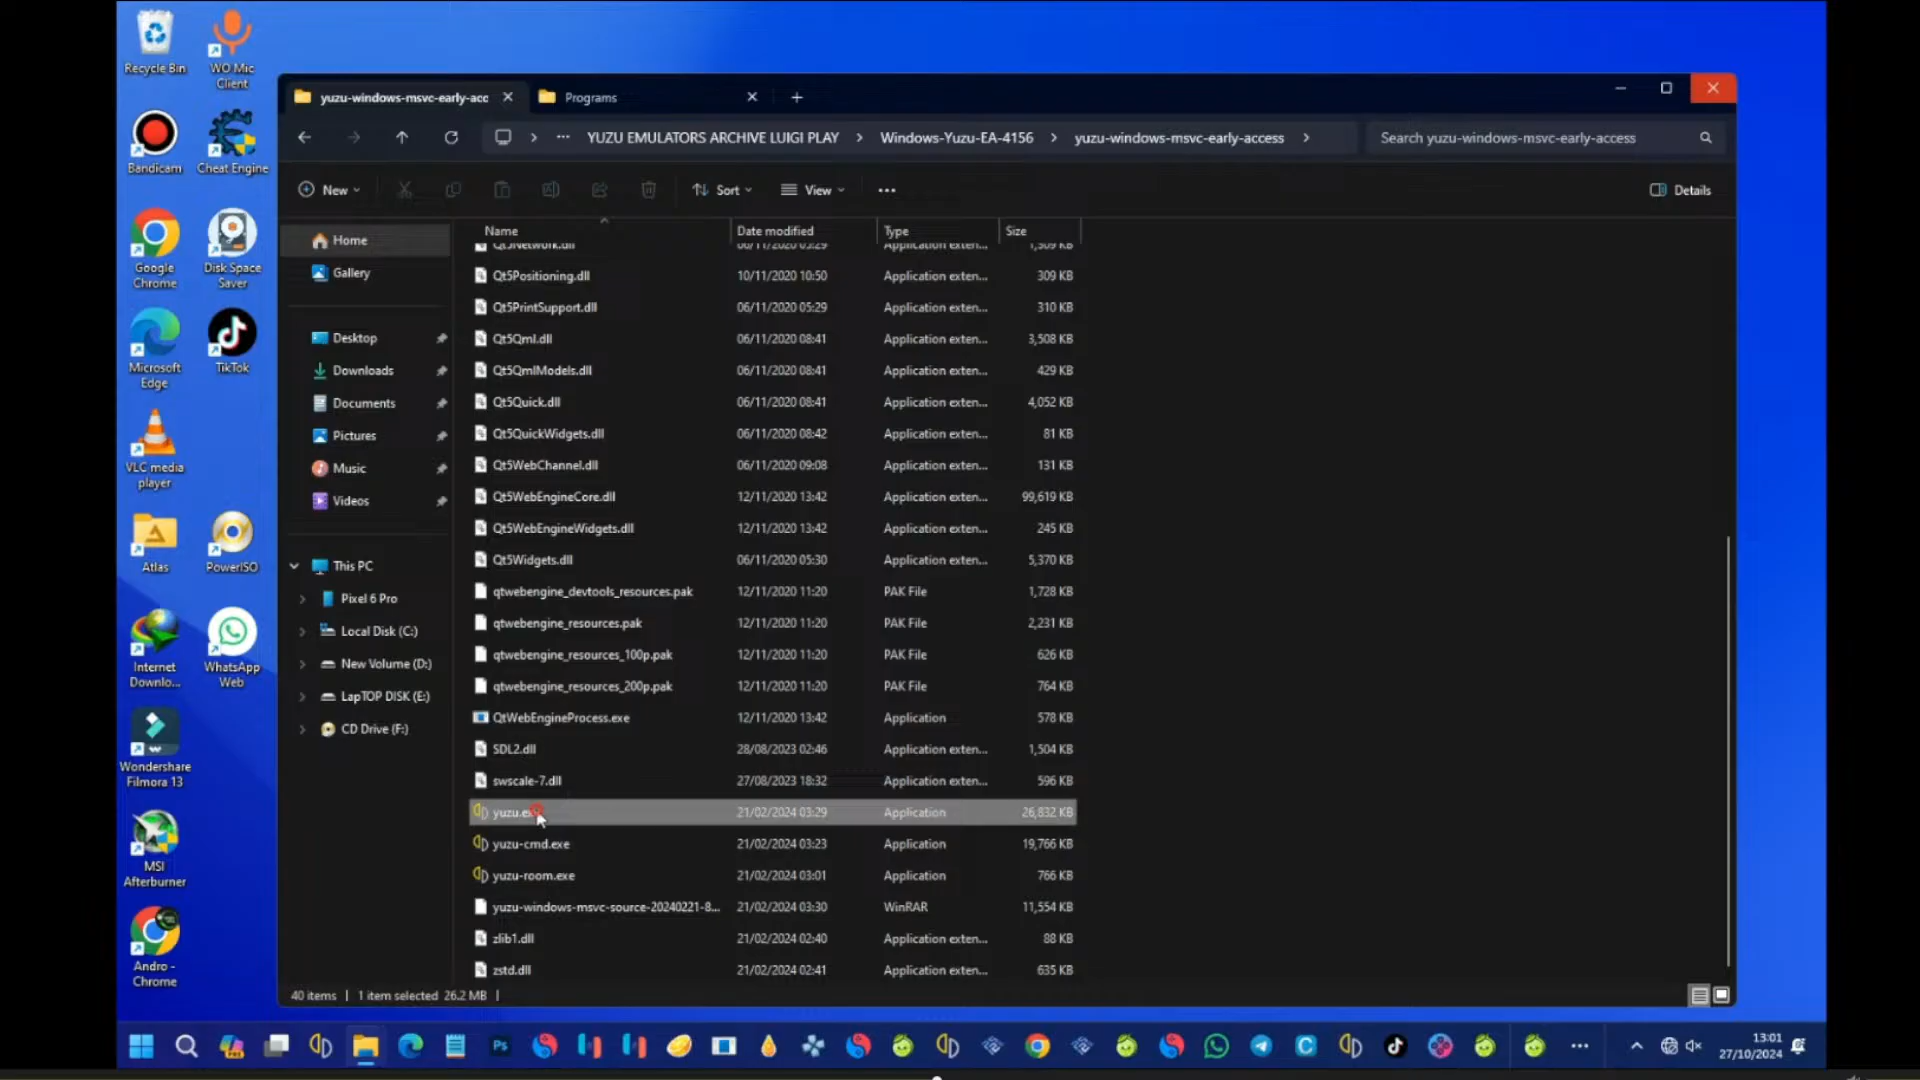 Recycle Bin
WO Mic
Client
Bandicam
Cheat Engine
Google
Chrome
Disk Space
Saver
Microsoft
Edge
TikTok
VLC media
player
Atlas
PowerISO
Internet
Downlo...
WhatsApp
Web
Wondershare
Filmora 13
MSI
Afterburner
Andro -
Chrome
yuzu-windows-msvc-early-acc
Programs
... YUZU EMULATORS ARCHIVE LUIGI PLAY > Windows-Yuzu-EA-4156 > yuzu-windows-msvc-early-access >
Search yuzu-windows-msvc-early-access
New
Sort
View
...
Details
Home
Gallery
Desktop
Downloads
Documents
Pictures
Music
Videos
This PC
Pixel 6 Pro
Local Disk (C:)
New Volume (D:)
LapTOP DISK (E:)
CD Drive (F:)
Name Date modified Type Size
Qt5Network.dll 06/11/2020 05:29 Application exten... 1,309 KB
Qt5Positioning.dll 10/11/2020 10:50 Application exten... 309 KB
Qt5PrintSupport.dll 06/11/2020 05:29 Application exten... 310 KB
Qt5Qml.dll 06/11/2020 08:41 Application exten... 3,508 KB
Qt5QmlModels.dll 06/11/2020 08:41 Application exten... 429 KB
Qt5Quick.dll 06/11/2020 08:41 Application exten... 4,052 KB
Qt5QuickWidgets.dll 06/11/2020 08:42 Application exten... 81 KB
Qt5WebChannel.dll 06/11/2020 09:08 Application exten... 131 KB
Qt5WebEngineCore.dll 12/11/2020 13:42 Application exten... 99,619 KB
Qt5WebEngineWidgets.dll 12/11/2020 13:42 Application exten... 245 KB
Qt5Widgets.dll 06/11/2020 05:30 Application exten... 5,370 KB
qtwebengine_devtools_resources.pak 12/11/2020 11:20 PAK File 1,728 KB
qtwebengine_resources.pak 12/11/2020 11:20 PAK File 2,231 KB
qtwebengine_resources_100p.pak 12/11/2020 11:20 PAK File 626 KB
qtwebengine_resources_200p.pak 12/11/2020 11:20 PAK File 764 KB
QtWebEngineProcess.exe 12/11/2020 13:42 Application 578 KB
SDL2.dll 28/08/2023 02:46 Application exten... 1,504 KB
swscale-7.dll 27/08/2023 18:32 Application exten... 596 KB
yuzu.e 21/02/2024 03:29 Application 26,832 KB
yuzu-cmd.exe 21/02/2024 03:23 Application 19,766 KB
yuzu-room.exe 21/02/2024 03:01 Application 766 KB
yuzu-windows-msvc-source-20240221-8... 21/02/2024 03:30 WinRAR 11,554 KB
zlib1.dll 21/02/2024 02:40 Application exten... 88 KB
zstd.dll 21/02/2024 02:41 Application exten... 635 KB
40 items | 1 item selected 26.2 MB |
Ps
13:01
27/10/2024